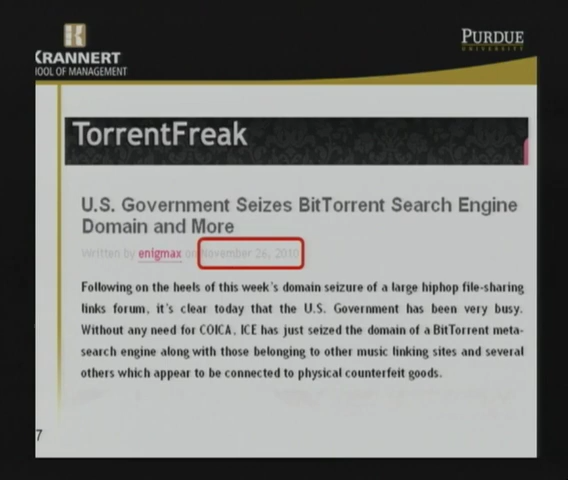 K
KRANNERT
OOL OF MANAGEMENT
PURDUE
UNIVERSITY
TorrentFreak
U.S. Government Seizes BitTorrent Search Engine
Domain and More
Written by enigmax on November 26, 2010
Following on the heels of this week's domain seizure of a large hiphop file-sharing
links forum, it's clear today that the U.S. Government has been very busy.
Without any need for COICA, ICE has just seized the domain of a BitTorrent meta-
search engine along with those belonging to other music linking sites and several
others which appear to be connected to physical counterfeit goods.
7